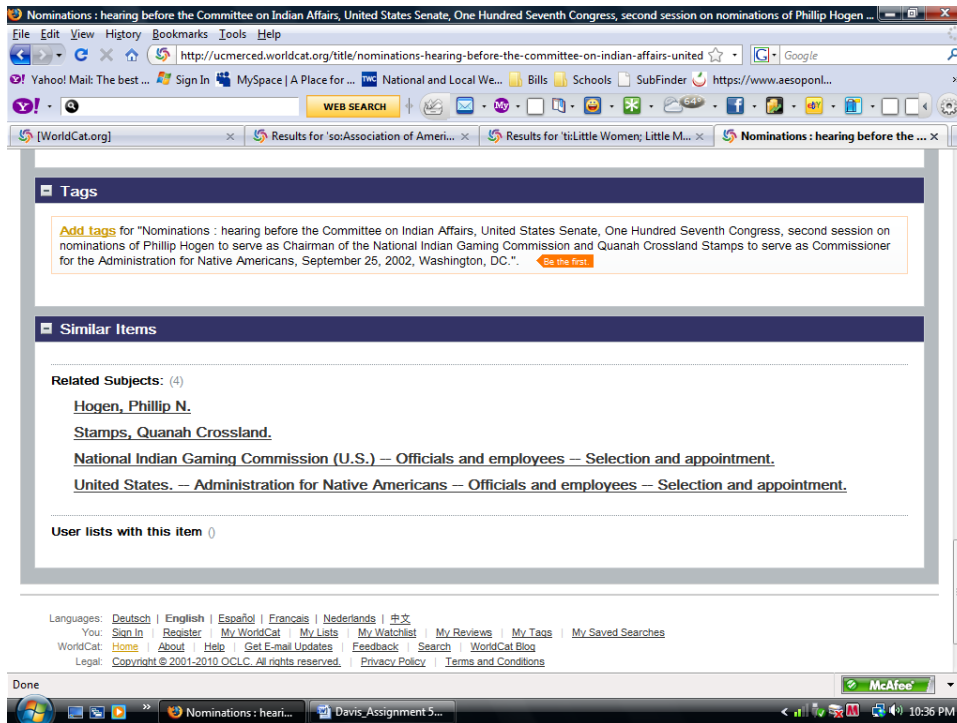 Nominations : hearing before the Committee on Indian Affairs, United States Senate, One Hundred Seventh Congress, second session on nominations of Phillip Hogen ...
File Edit View History Bookmarks Tools Help
http://ucmerced.worldcat.org/title/nominations-hearing-before-the-committee-on-indian-affairs-united
Google
Yahoo! Mail: The best ... Sign In MySpace | A Place for ... TWC National and Local We... Bills Schools SubFinder https://www.aesoponl... »
Y! WEB SEARCH 64° eBY
[WorldCat.org] Results for 'so:Association of Ameri... Results for 'ti:Little Women; Little M... Nominations : hearing before the ...
Tags
Add tags for "Nominations : hearing before the Committee on Indian Affairs, United States Senate, One Hundred Seventh Congress, second session on
nominations of Phillip Hogen to serve as Chairman of the National Indian Gaming Commission and Quanah Crossland Stamps to serve as Commissioner
for the Administration for Native Americans, September 25, 2002, Washington, DC.". Be the first.
Similar Items
Related Subjects: (4)
Hogen, Phillip N.
Stamps, Quanah Crossland.
National Indian Gaming Commission (U.S.) -- Officials and employees -- Selection and appointment.
United States. -- Administration for Native Americans -- Officials and employees -- Selection and appointment.
User lists with this item ()
Languages: Deutsch | English | Español | Français | Nederlands | 中文
You: Sign In | Register | My WorldCat | My Lists | My Watchlist | My Reviews | My Tags | My Saved Searches
WorldCat: Home | About | Help | Get E-mail Updates | Feedback | Search | WorldCat Blog
Legal: Copyright © 2001-2010 OCLC. All rights reserved. | Privacy Policy | Terms and Conditions
Done McAfee
» Nominations : heari... Davis_Assignment 5... 10:36 PM